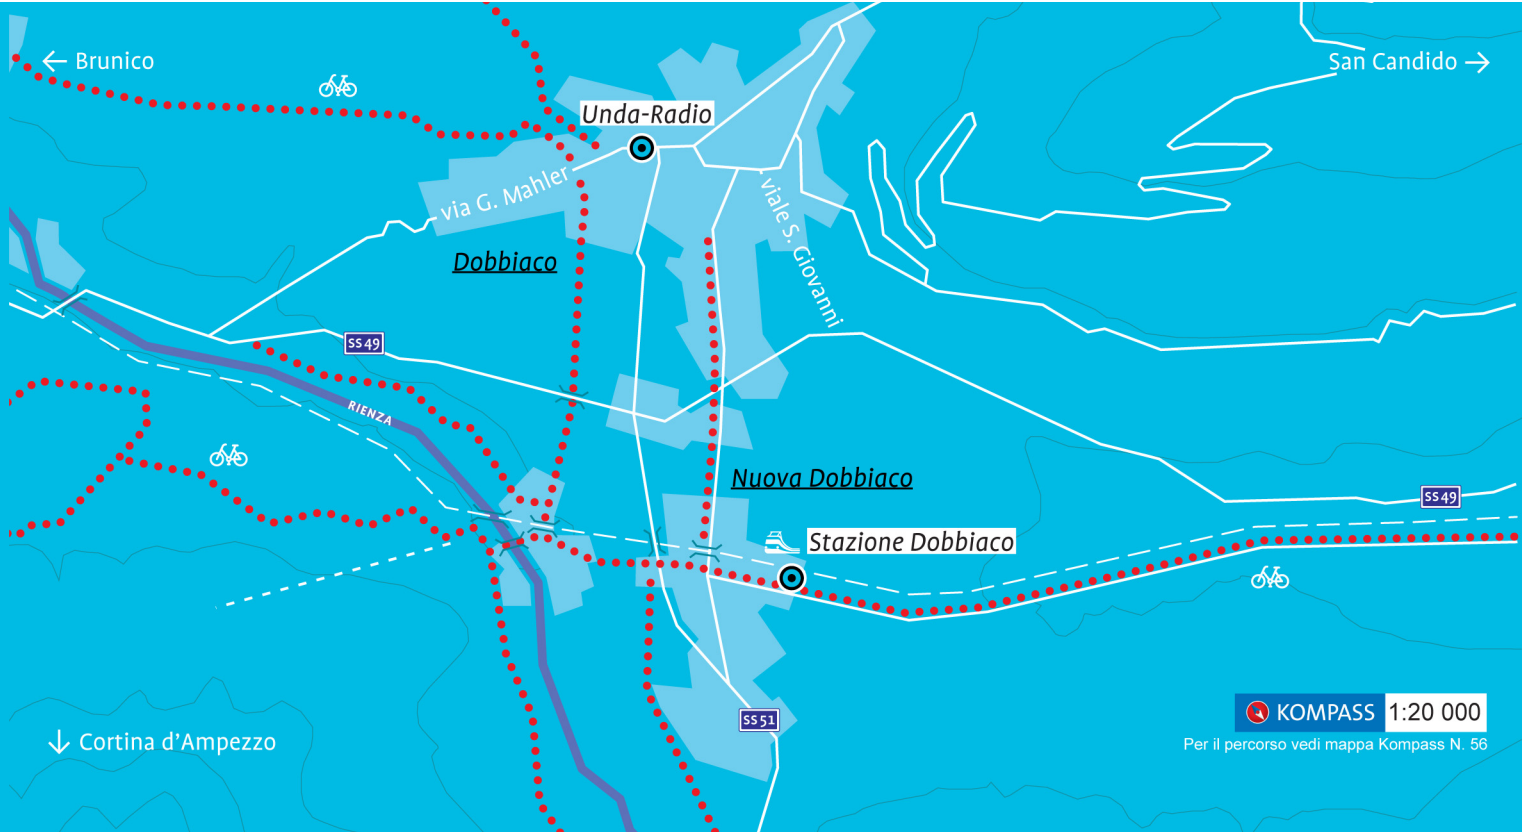 ← Brunico
San Candido →
Unda-Radio
via G. Mahler
viale S. Giovanni
Dobbiaco
SS 49
RIENZA
Nuova Dobbiaco
SS 49
Stazione Dobbiaco
SS 51
KOMPASS 1:20 000
↓ Cortina d'Ampezzo
Per il percorso vedi mappa Kompass N. 56